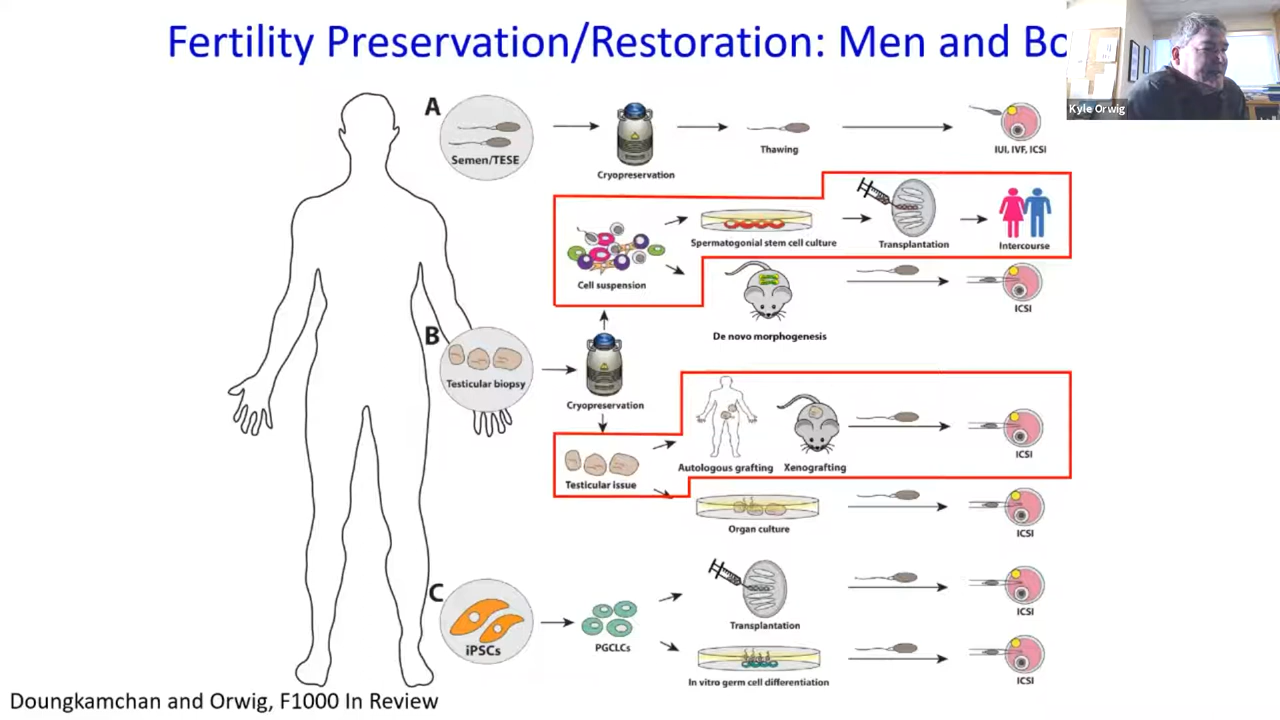 Fertility Preservation/Restoration: Men and Bo
Kyle Orwig
A
Semen/TESE
Cryopreservation
Thawing
IUI, IVF, ICSI
Cell suspension
Spermatogonial stem cell culture
Transplantation
Intercourse
De novo morphogenesis
ICSI
B
Testicular biopsy
Cryopreservation
Testicular issue
Autologous grafting
Xenografting
ICSI
Organ culture
ICSI
C
iPSCs
PGCLCs
Transplantation
ICSI
In vitro germ cell differentiation
ICSI
Doungkamchan and Orwig, F1000 In Review